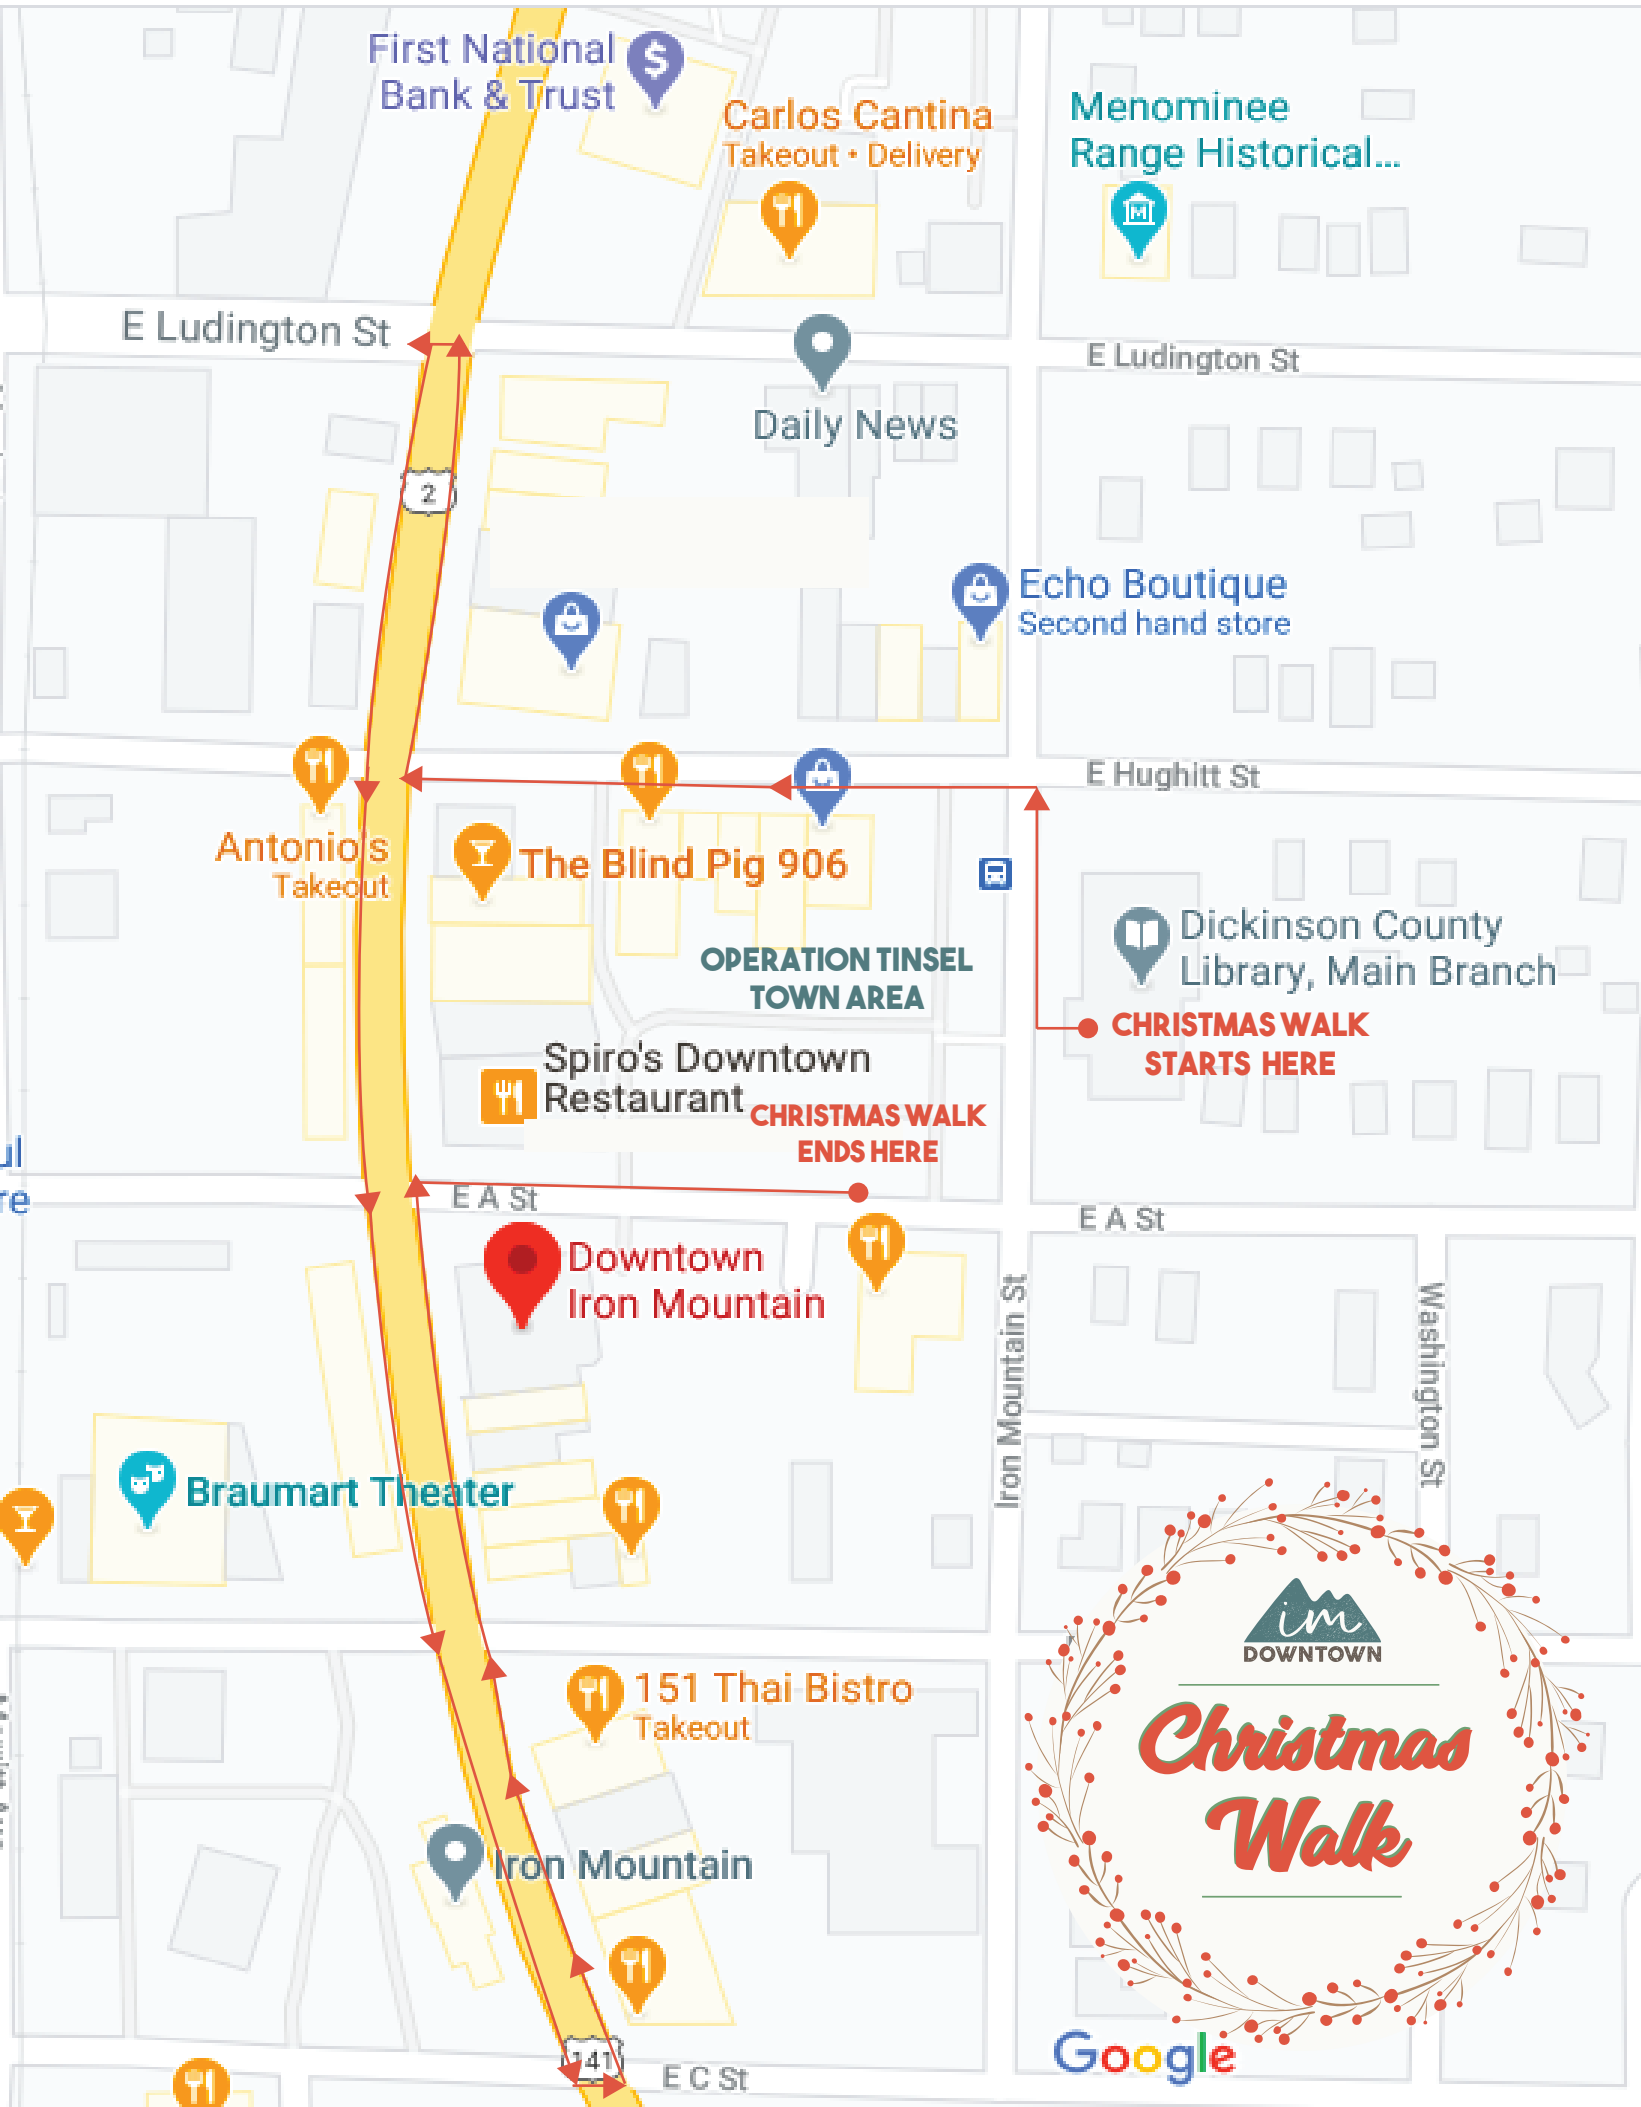 First National
Bank & Trust
Carlos Cantina
Takeout • Delivery
Menominee
Range Historical...
E Ludington St
E Ludington St
Daily News
2
Echo Boutique
Second hand store
E Hughitt St
Antonio's
Takeout
The Blind Pig 906
Dickinson County
Library, Main Branch
OPERATION TINSEL
TOWN AREA
CHRISTMAS WALK
STARTS HERE
Spiro's Downtown
Restaurant
CHRISTMAS WALK
ENDS HERE
ul
re
E A St
E A St
Downtown
Iron Mountain
Iron Mountain St
Washington St
Braumart Theater
im
DOWNTOWN
Christmas
Walk
151 Thai Bistro
Takeout
Iron Mountain
141
E C St
Google